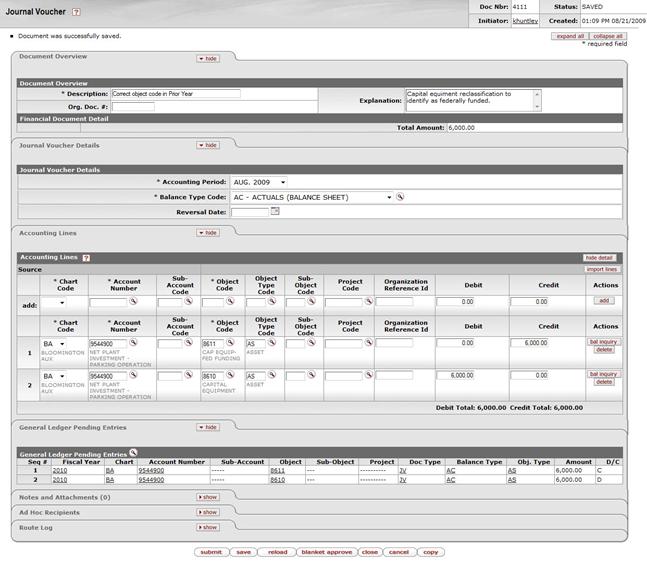 Journal Voucher ?
Doc Nbr: 4111 Status: SAVED
Initiator: khuntley Created: 01:09 PM 08/21/2009
Document was successfully saved.
expand all collapse all
* required field
Document Overview hide
Document Overview
* Description: Correct object code in Prior Year
Explanation: Capital equiment reclassification to
identify as federally funded.
Org. Doc. #:
Financial Document Detail
Total Amount: 6,000.00
Journal Voucher Details hide
Journal Voucher Details
* Accounting Period: AUG. 2009
* Balance Type Code: AC - ACTUALS (BALANCE SHEET)
Reversal Date:
Accounting Lines hide
Accounting Lines ? hide detail
Source import lines
* Chart Code * Account Number Sub-Account Code * Object Code Object Type Code Sub-Object Code Project Code Organization Reference Id Debit Credit Actions
add: 0.00 0.00 add
* Chart Code * Account Number Sub-Account Code * Object Code Object Type Code Sub-Object Code Project Code Organization Reference Id Debit Credit Actions
1 BA 9544900 8611 AS 0.00 6,000.00 bal inquiry delete
BLOOMINGTON AUX NET PLANT INVESTMENT - PARKING OPERATION CAP EQUIP-FED FUNDING ASSET
2 BA 9544900 8610 AS 6,000.00 0.00 bal inquiry delete
BLOOMINGTON AUX NET PLANT INVESTMENT - PARKING OPERATION CAPITAL EQUIPMENT ASSET
Debit Total: 6,000.00 Credit Total: 6,000.00
General Ledger Pending Entries hide
General Ledger Pending Entries
Seq # Fiscal Year Chart Account Number Sub-Account Object Sub-Object Project Doc Type Balance Type Obj. Type Amount D/C
1 2010 BA 9544900 ----- 8611 --- ---------- JV AC AS 6,000.00 C
2 2010 BA 9544900 ----- 8610 --- ---------- JV AC AS 6,000.00 D
Notes and Attachments (0) show
Ad Hoc Recipients show
Route Log show
submit save reload blanket approve close cancel copy